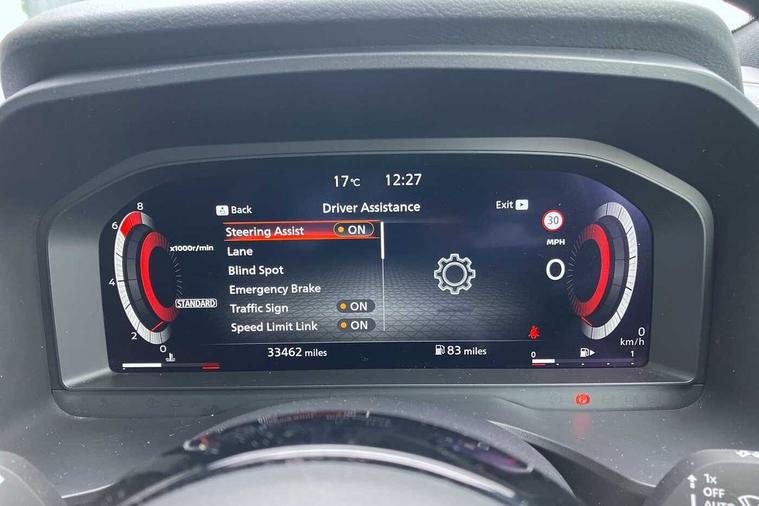 17°C 12:27
Back Driver Assistance Exit
Steering Assist ON
Lane
Blind Spot
Emergency Brake
Traffic Sign ON
Speed Limit Link ON
8
6
x1000r/min
4
STANDARD
2
0
30
MPH
0
0
km/h
33462 miles
83 miles
0 1
1x
OFF
AUTO